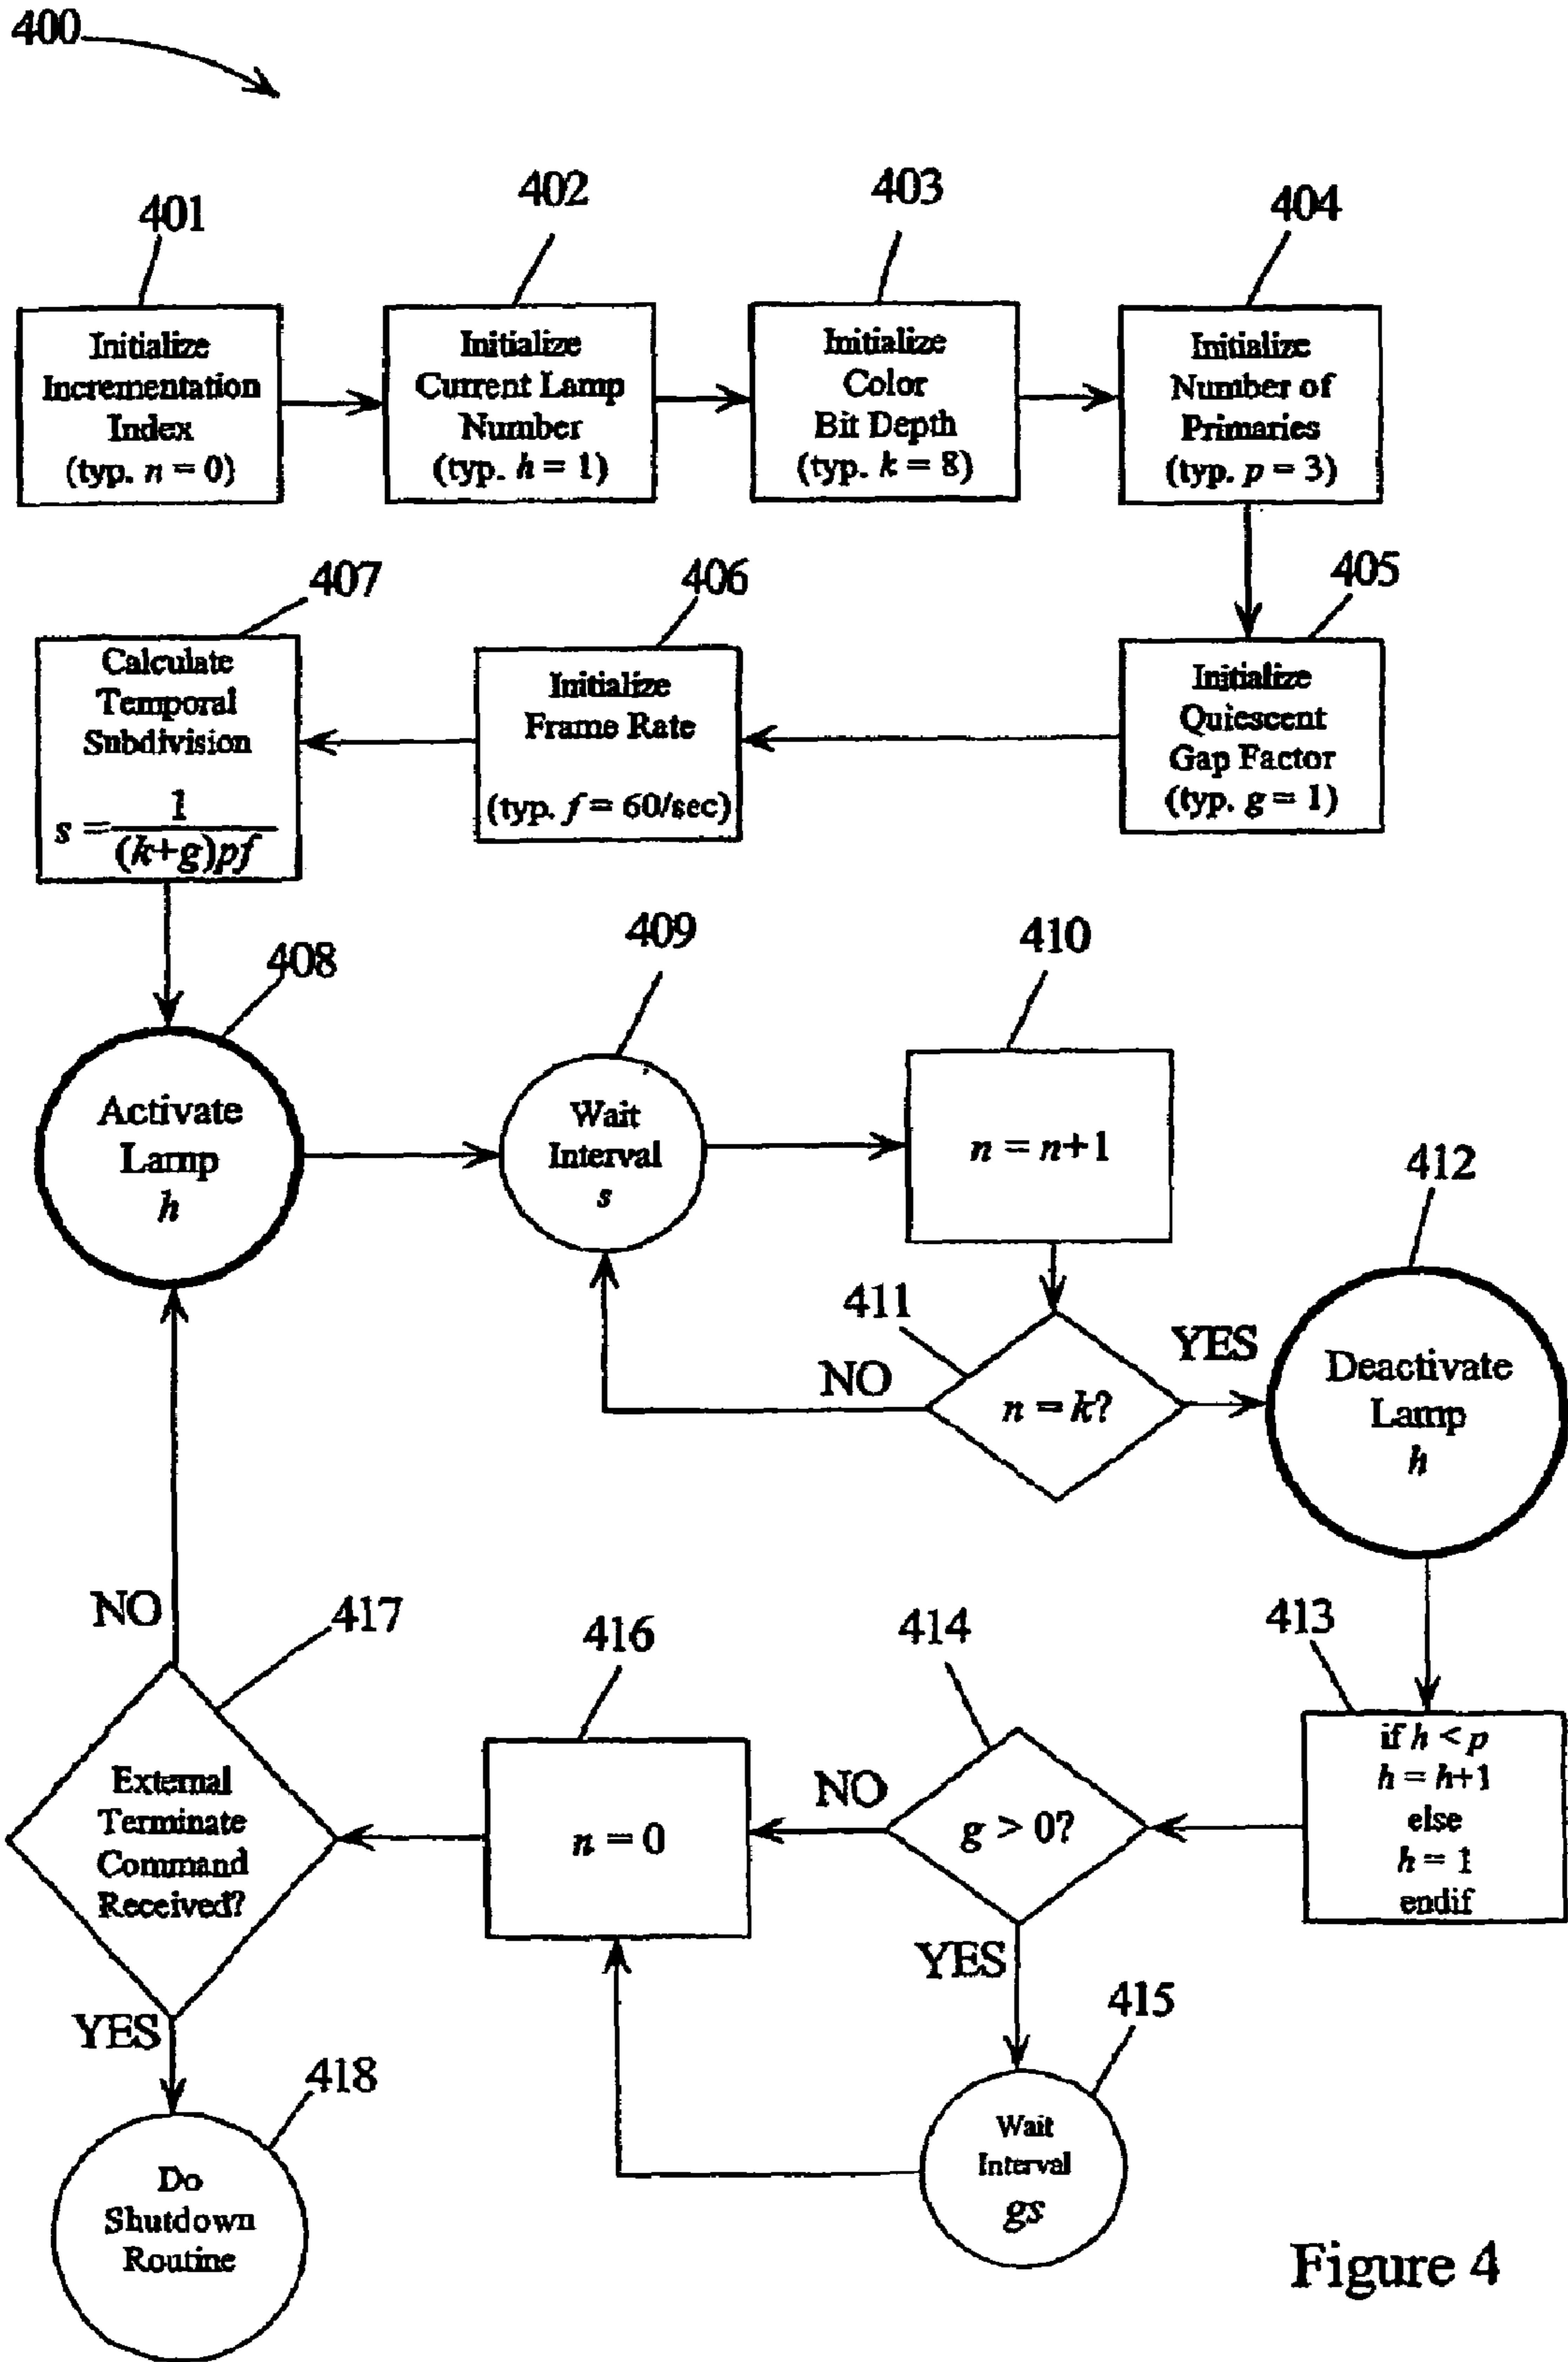 400
401
Initialize
Incrementation
Index
(typ. n = 0)
402
Initialize
Current Lamp
Number
(typ. h = 1)
403
Initialize
Color
Bit Depth
(typ. k = 8)
404
Initialize
Number of
Primaries
(typ. p = 3)
405
Initialize
Quiescent
Gap Factor
(typ. g = 1)
406
Initialize
Frame Rate
(typ. f = 60/sec)
407
Calculate
Temporal
Subdivision
s = 1
(k+g)pf
408
Activate
Lamp
h
409
Wait
Interval
s
410
n = n+1
411
n = k?
NO
YES
412
Deactivate
Lamp
h
413
if h < p
h = h+1
else
h = 1
endif
414
g > 0?
NO
YES
415
Wait
Interval
gs
416
n = 0
417
External
Terminate
Command
Received?
NO
YES
418
Do
Shutdown
Routine
Figure 4